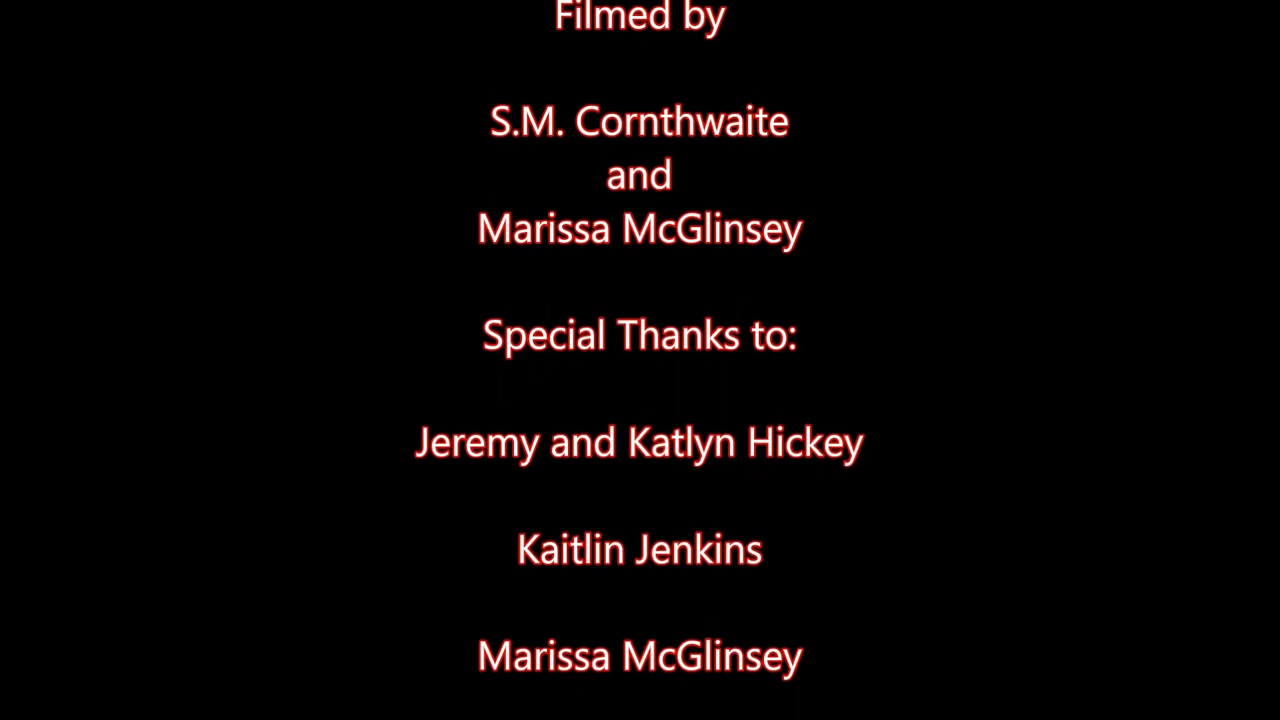 Filmed by
S.M. Cornthwaite
and
Marissa McGlinsey
Special Thanks to:
Jeremy and Katlyn Hickey
Kaitlin Jenkins
Marissa McGlinsey